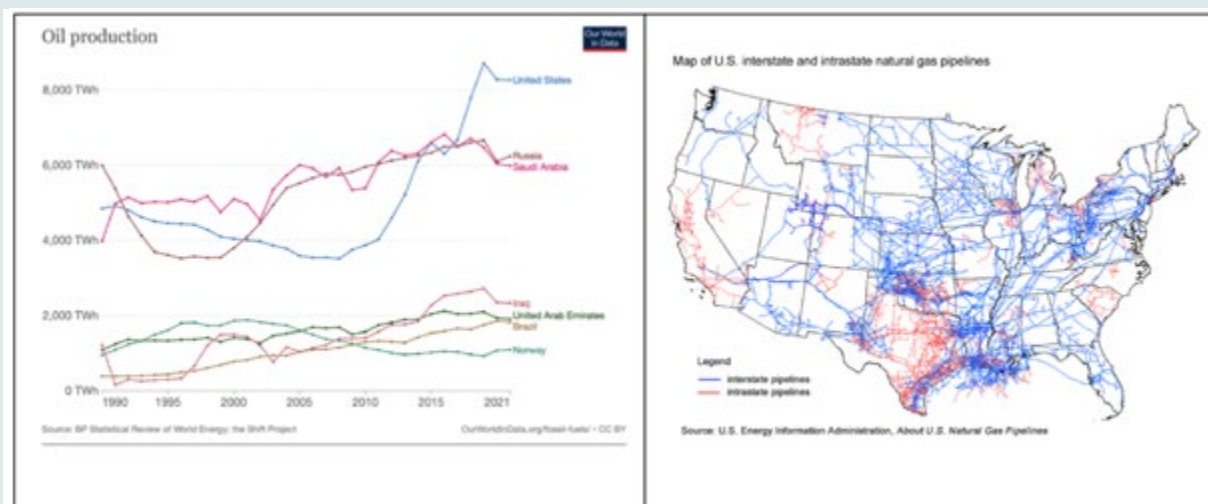 Oil production
Our World
in Data
8,000 TWh
6,000 TWh
4,000 TWh
2,000 TWh
0 TWh
United States
Russia
Saudi Arabia
Iraq
United Arab Emirates
Brazil
Norway
1990 1995 2000 2005 2010 2015 2021
Source: BP Statistical Review of World Energy; the Shift Project
OurWorldInData.org/fossil-fuels/ • CC BY
Map of U.S. interstate and intrastate natural gas pipelines
Legend
interstate pipelines
intrastate pipelines
Source: U.S. Energy Information Administration, About U.S. Natural Gas Pipelines